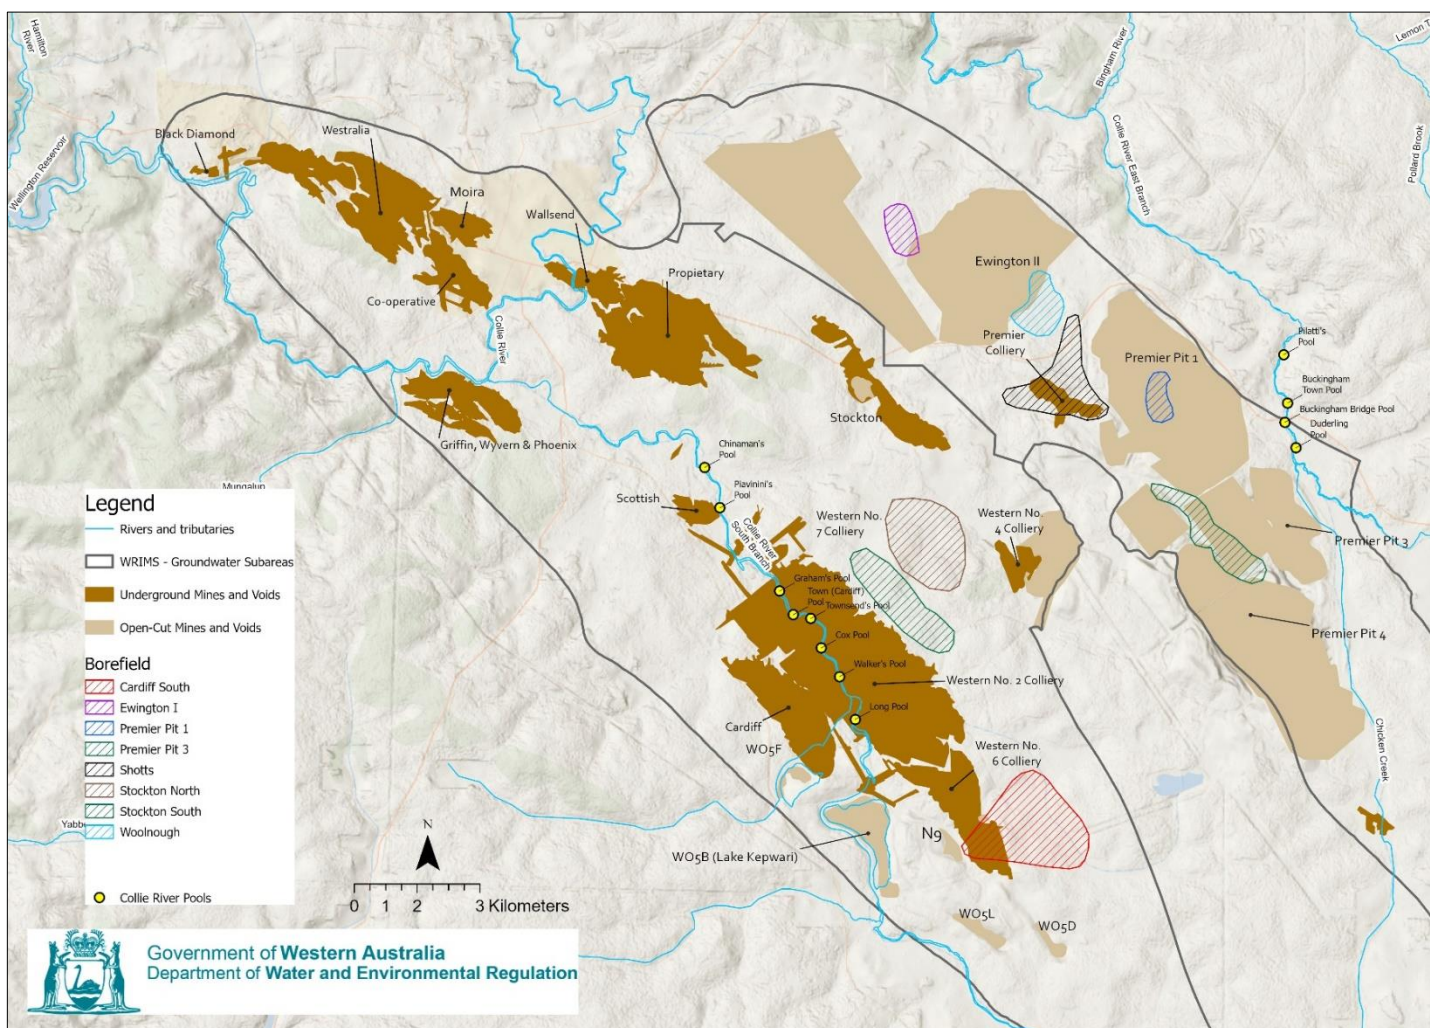 Hamilton
River
Wellington Reservoir
Black Diamond
Westralia
Moira
Wallsend
Co-operative
Propietary
Collie River
Griffin, Wyvern & Phoenix
Mungalup
Bingham River
Collie River East Branch
Pollard Brook
Ewington II
Premier
Colliery
Premier Pit 1
Stockton
Pilatti's
Pool
Buckingham
Town Pool
Buckingham Bridge Pool
Duderling
Pool
Chinaman's
Pool
Piavinini's
Pool
Scottish
Collie River
South Branch
Western No.
7 Colliery
Western No.
4 Colliery
Premier Pit 3
Premier Pit 4
Graham's Pool
Town (Cardiff)
Pool
Townsend's Pool
Cox Pool
Walker's Pool
Western No. 2 Colliery
Long Pool
Cardiff
WO5F
Western No.
6 Colliery
Chicken Creek
N9
WO5B (Lake Kepwari)
WO5L
WO5D
Legend
Rivers and tributaries
WRIMS - Groundwater Subareas
Underground Mines and Voids
Open-Cut Mines and Voids
Borefield
Cardiff South
Ewington I
Premier Pit 1
Premier Pit 3
Shotts
Stockton North
Stockton South
Woolnough
Collie River Pools
N
0 1 2 3 Kilometers
Government of Western Australia
Department of Water and Environmental Regulation